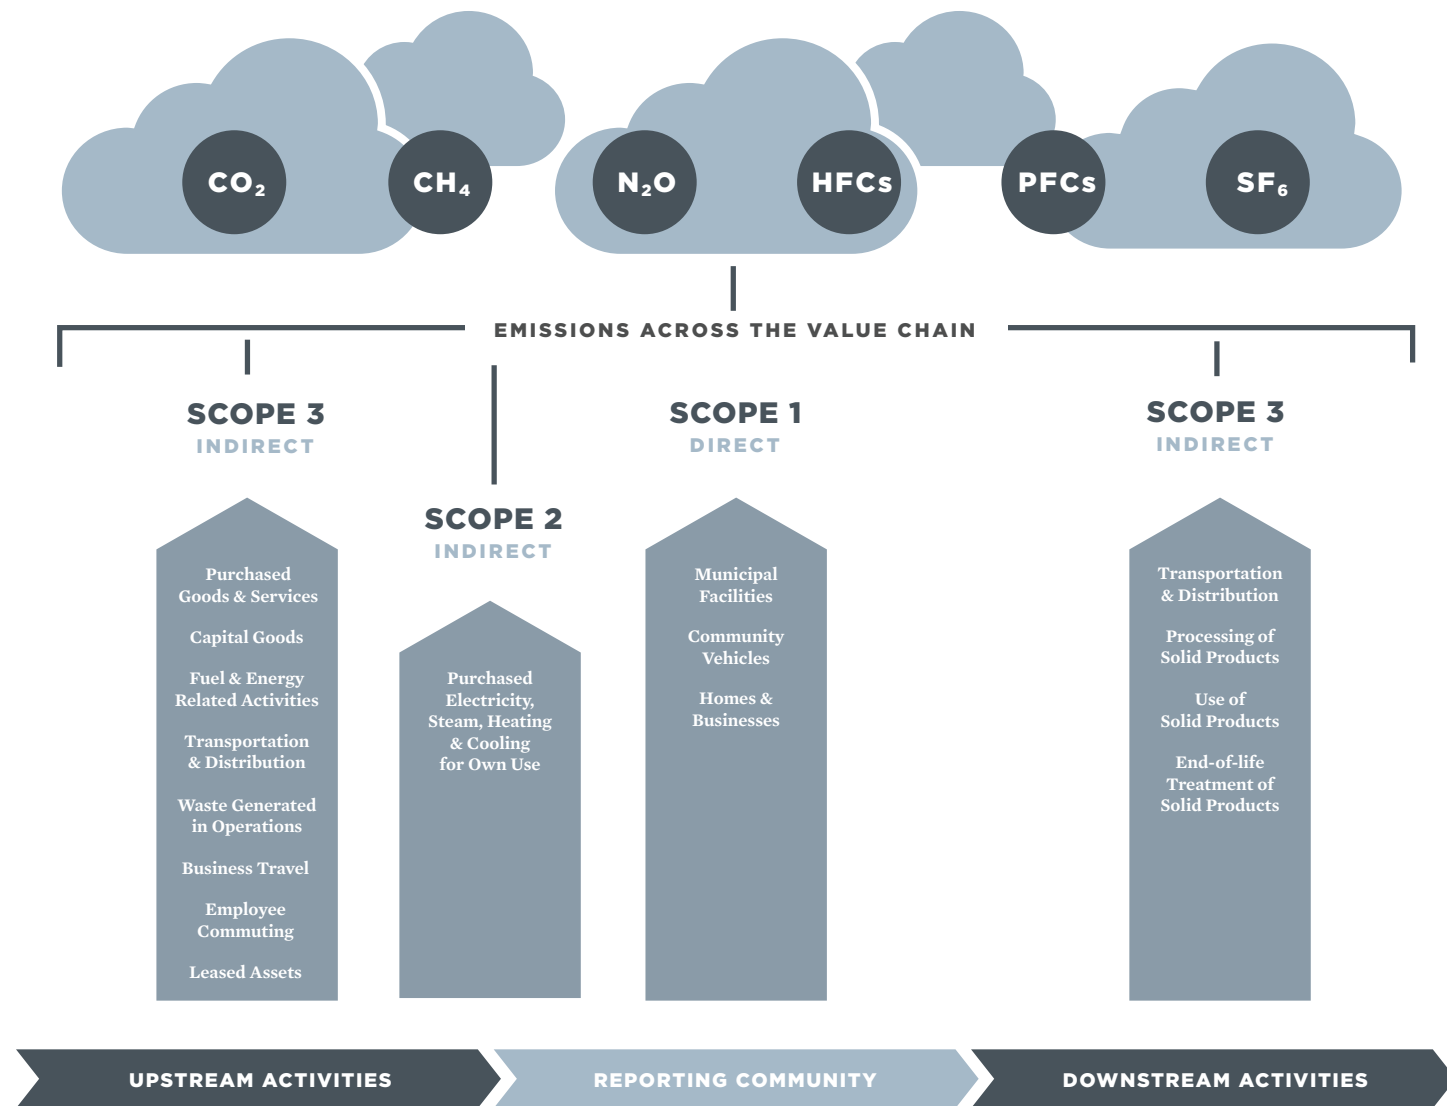 CO₂
CH₄
N₂O
HFCs
PFCs
SF₆
EMISSIONS ACROSS THE VALUE CHAIN
SCOPE 3
INDIRECT
Purchased
Goods & Services
Capital Goods
Fuel & Energy
Related Activities
Transportation
& Distribution
Waste Generated
in Operations
Business Travel
Employee
Commuting
Leased Assets
SCOPE 2
INDIRECT
Purchased
Electricity,
Steam, Heating
& Cooling
for Own Use
SCOPE 1
DIRECT
Municipal
Facilities
Community
Vehicles
Homes &
Businesses
SCOPE 3
INDIRECT
Transportation
& Distribution
Processing of
Solid Products
Use of
Solid Products
End-of-life
Treatment of
Solid Products
UPSTREAM ACTIVITIES
REPORTING COMMUNITY
DOWNSTREAM ACTIVITIES